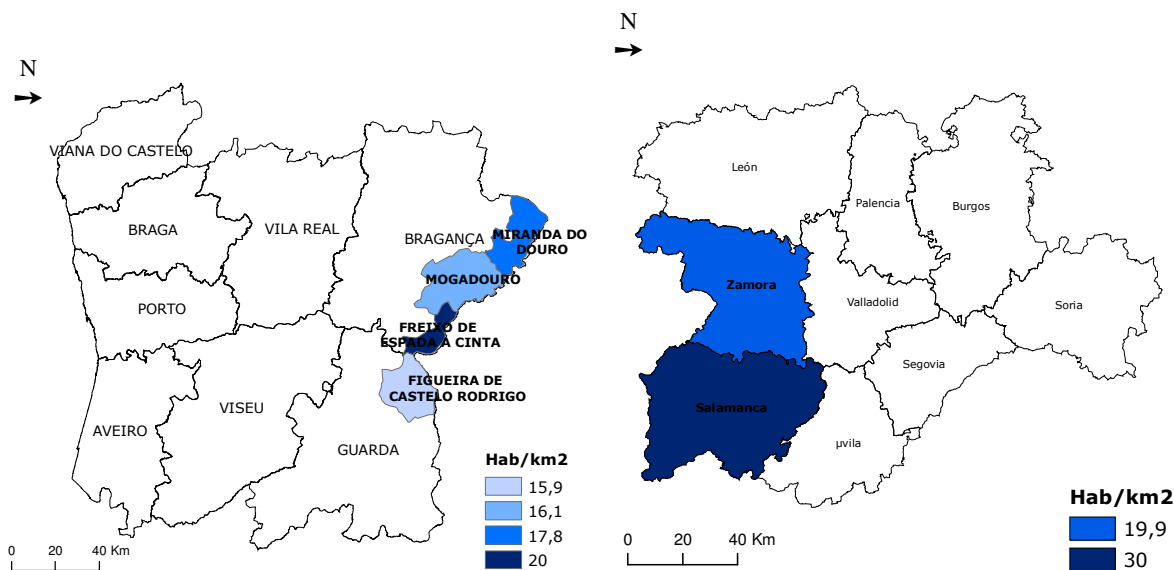 N
VIANA DO CASTELO
BRAGA
VILA REAL
BRAGANÇA
MIRANDA DO
DOURO
MOGADOURO
PORTO
FREIXO DE
ESPADA À CINTA
FIGUEIRA DE
CASTELO RODRIGO
VISEU
AVEIRO
GUARDA
Hab/km2
15,9
16,1
17,8
20
0 20 40 Km
N
León
Palencia
Burgos
Zamora
Valladolid
Soria
Segovia
Salamanca
µvila
Hab/km2
19,9
30
0 20 40 Km